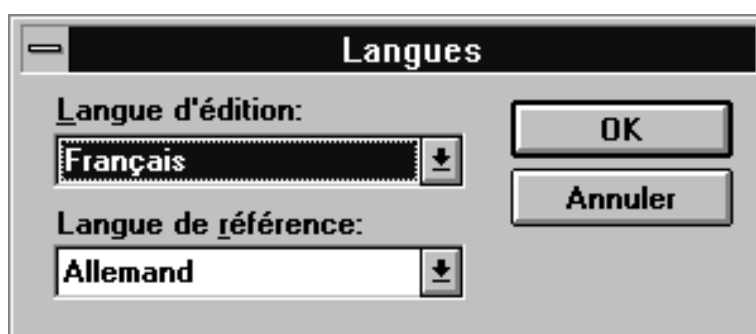 Langues
Langue d'édition:
Français
Langue de référence:
Allemand
OK
Annuler